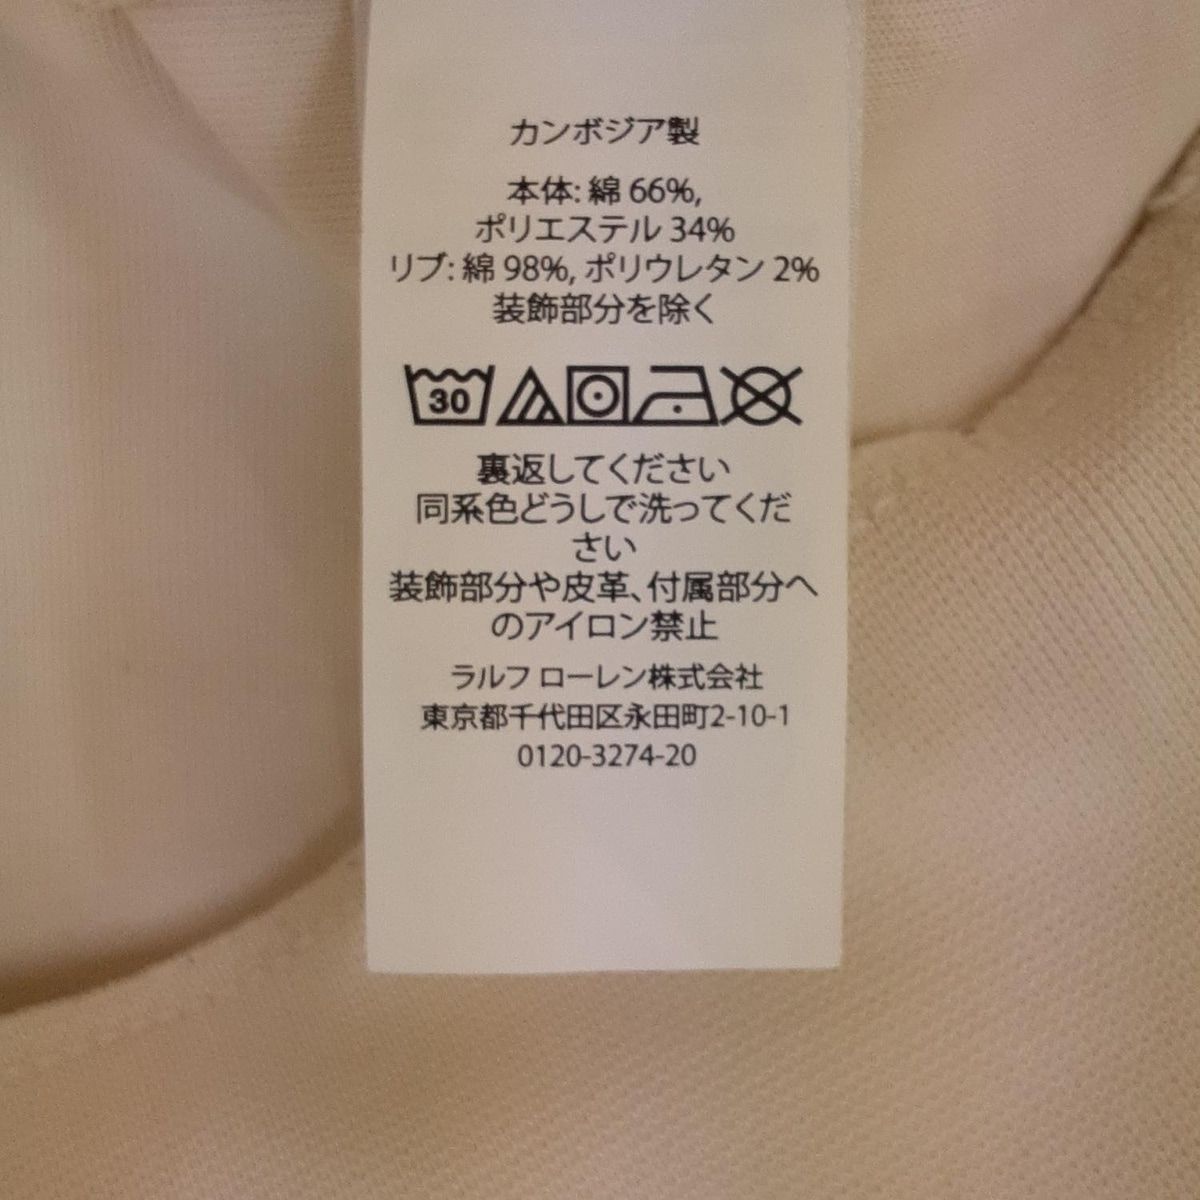 カンボジア製
本体: 綿 66%,
ポリエステル 34%
リブ: 綿 98%, ポリウレタン 2%
装飾部分を除く
30
裏返してください
同系色どうしで洗ってくだ
さい
装飾部分や皮革、付属部分へ
のアイロン禁止
ラルフ ローレン株式会社
東京都千代田区永田町2-10-1
0120-3274-20